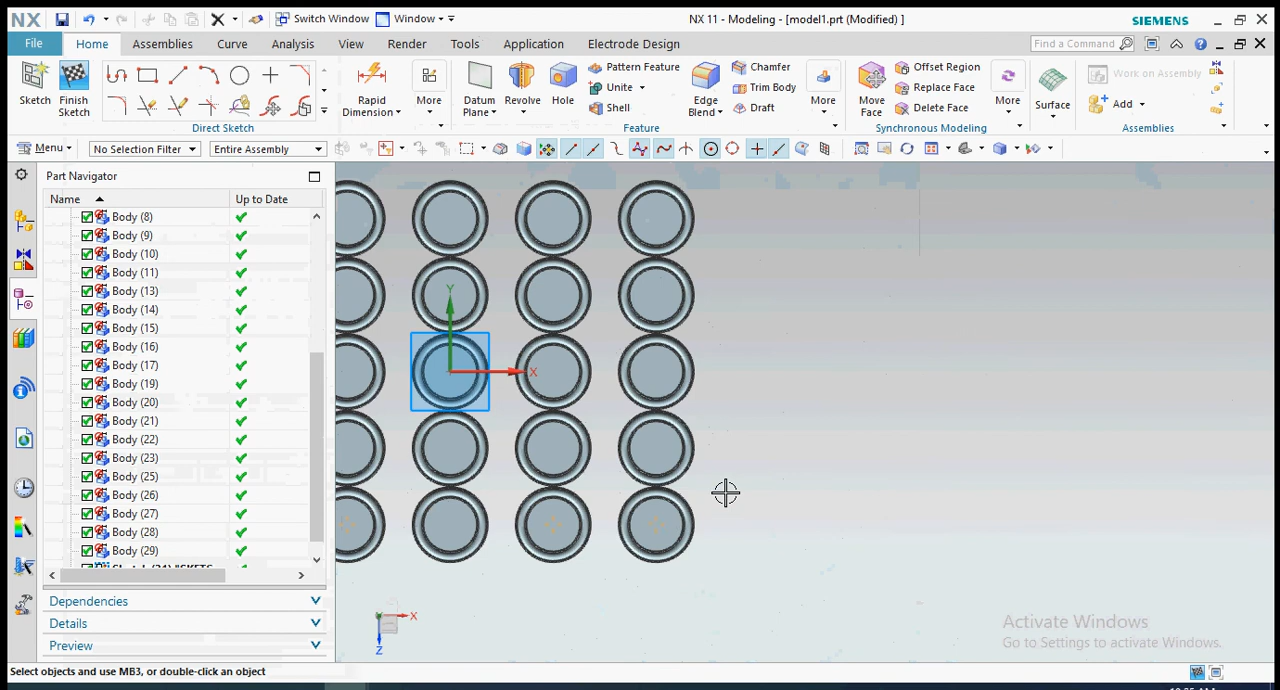 NX Switch Window Window NX 11 - Modeling - [model1.prt (Modified) ] SIEMENS
File Home Assemblies Curve Analysis View Render Tools Application Electrode Design Find a Command
Sketch Finish Sketch Rapid Dimension More Datum Plane Revolve Hole Pattern Feature Unite Shell Edge Blend Chamfer Trim Body Draft More Move Face Offset Region Replace Face Delete Face More Surface Work on Assembly Add
Direct Sketch Feature Synchronous Modeling Assemblies
Menu No Selection Filter Entire Assembly
Part Navigator
Name Up to Date
Body (8)
Body (9)
Body (10)
Body (11)
Body (13)
Body (14)
Body (15)
Body (16)
Body (17)
Body (19)
Body (20)
Body (21)
Body (22)
Body (23)
Body (25)
Body (26)
Body (27)
Body (28)
Body (29)
Dependencies
Details
Preview
Y
X
X
Z
Activate Windows
Go to Settings to activate Windows.
Select objects and use MB3, or double-click an object